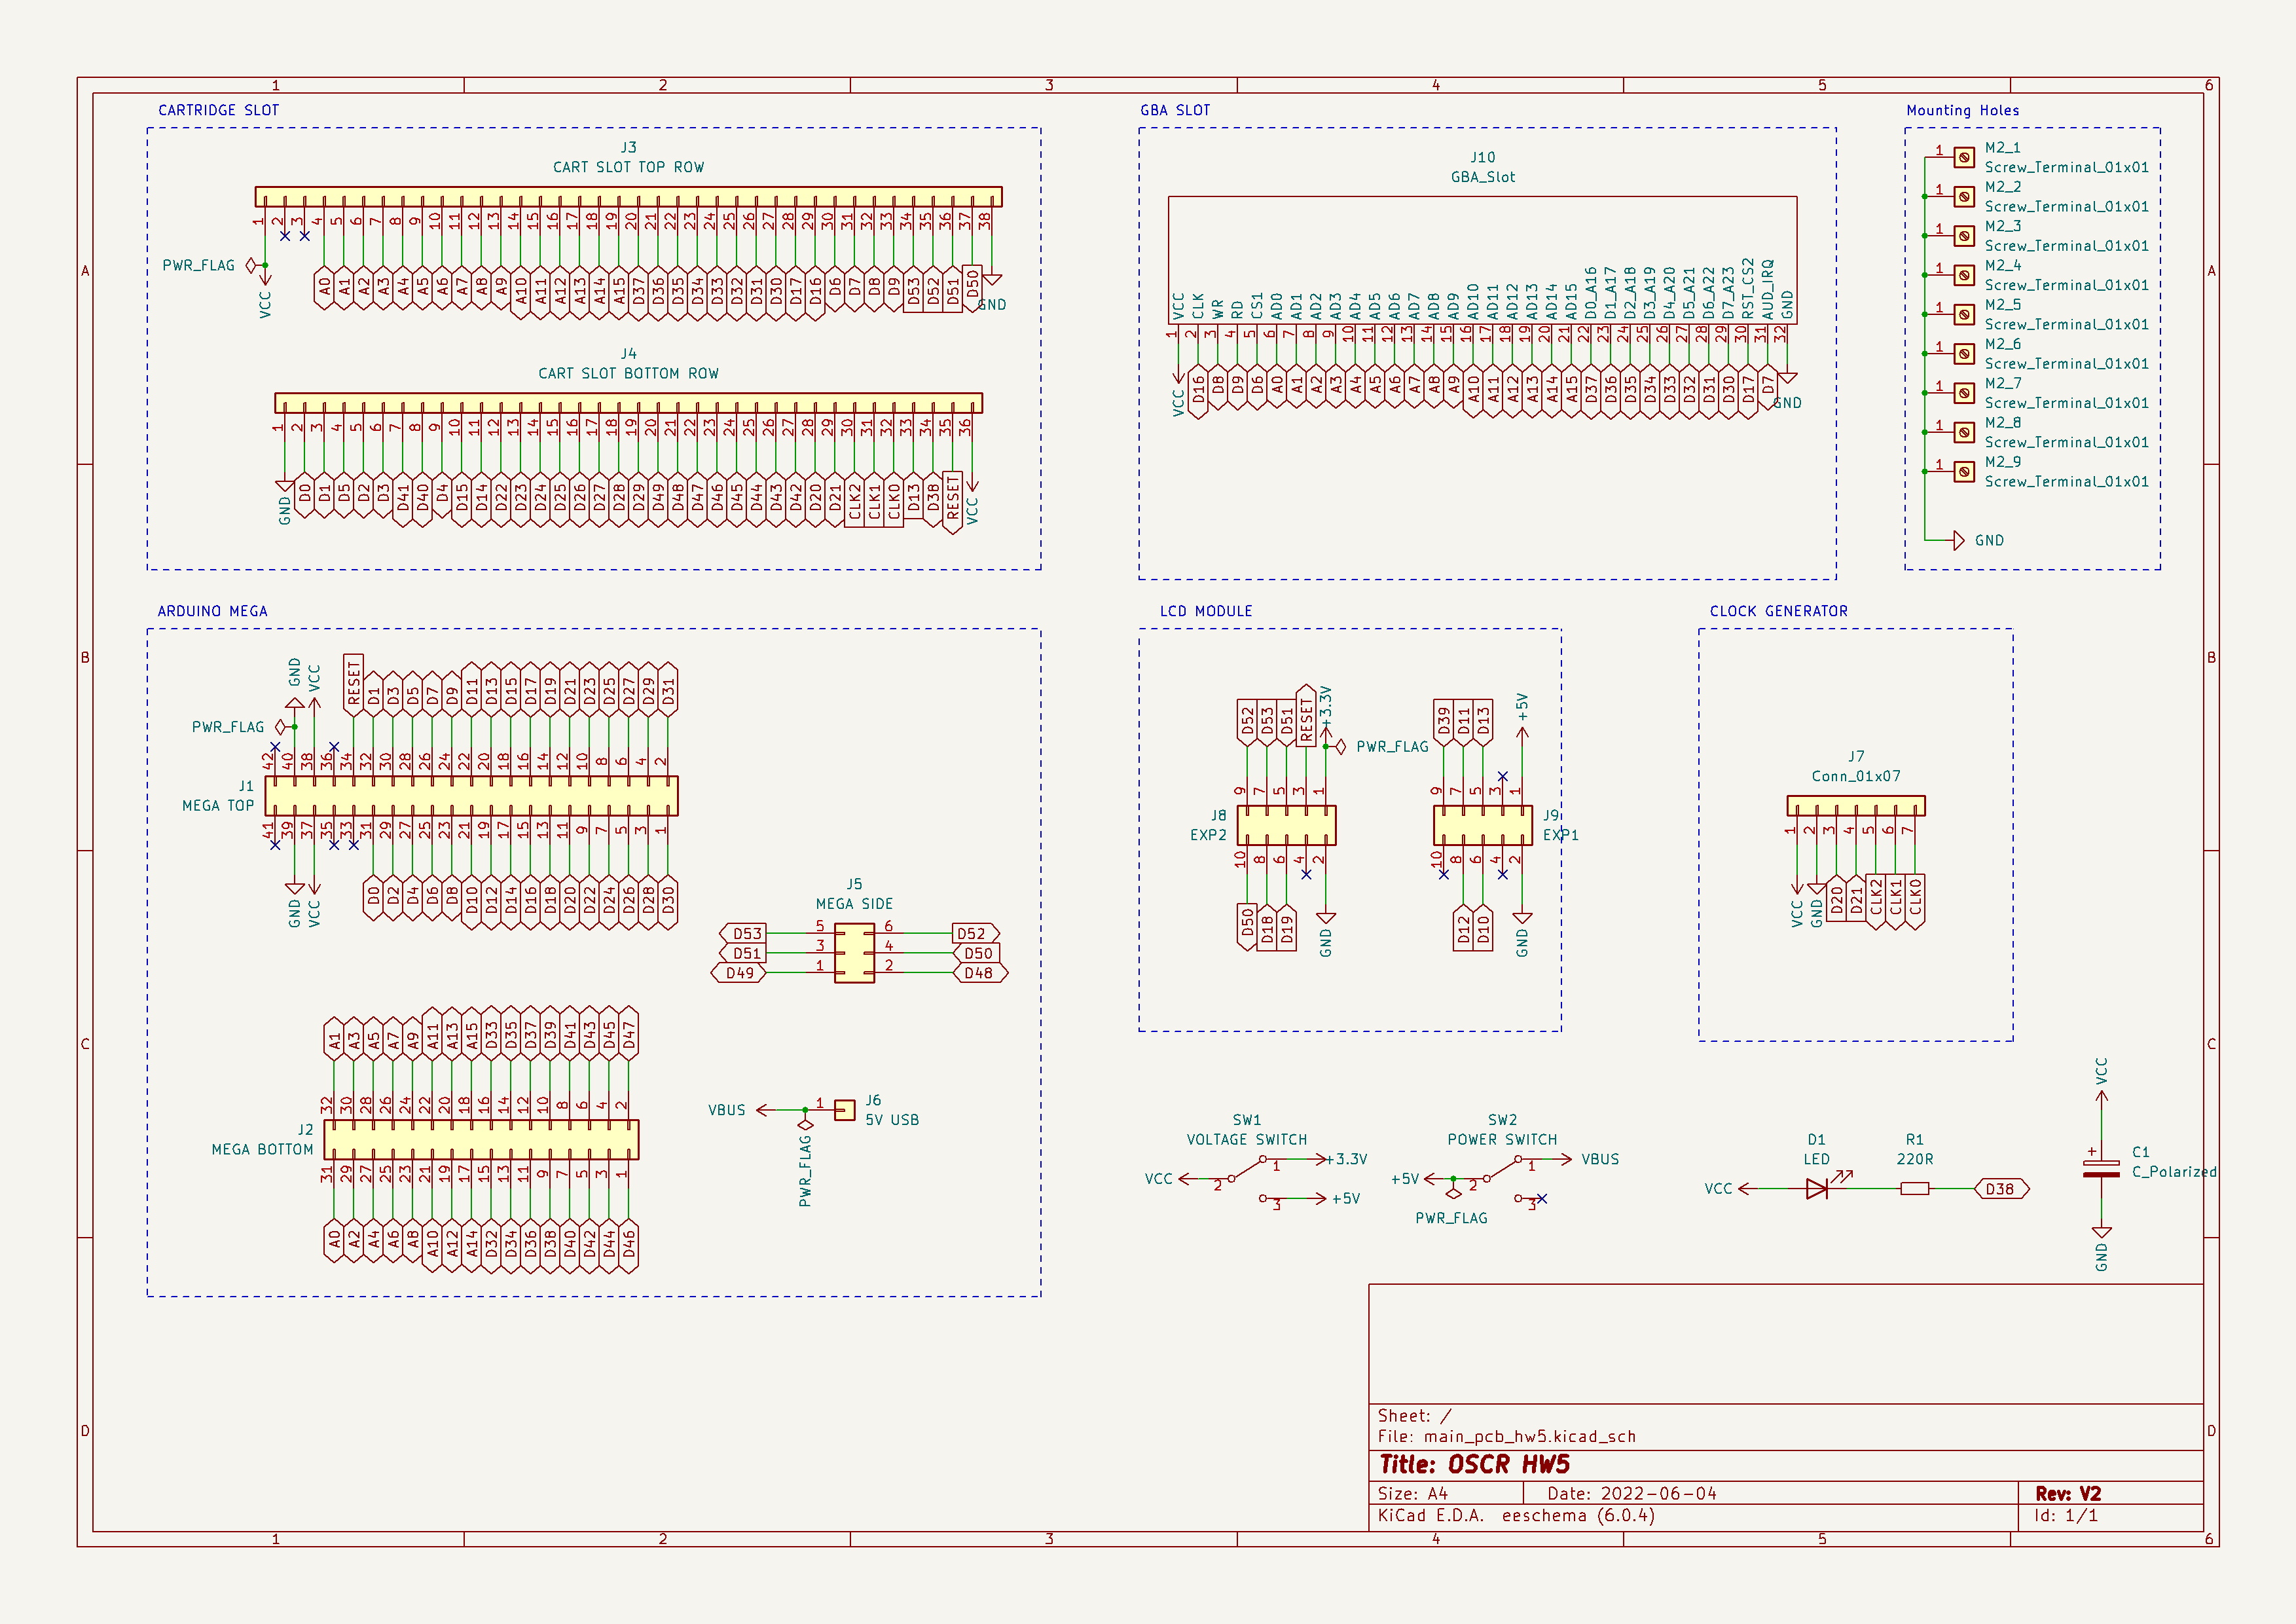 1 2 3 4 5 6
CARTRIDGE SLOT
J3
CART SLOT TOP ROW
1 2 3 4 5 6 7 8 9 10 11 12 13 14 15 16 17 18 19 20 21 22 23 24 25 26 27 28 29 30 31 32 33 34 35 36 37 38
PWR_FLAG
VCC
A0 A1 A2 A3 A4 A5 A6 A7 A8 A9 A10 A11 A12 A13 A14 A15 D37 D36 D35 D34 D33 D32 D31 D30 D17 D16 D6 D7 D8 D9 D53 D52 D51 D50
GND
J4
CART SLOT BOTTOM ROW
1 2 3 4 5 6 7 8 9 10 11 12 13 14 15 16 17 18 19 20 21 22 23 24 25 26 27 28 29 30 31 32 33 34 35 36
GND D0 D1 D5 D2 D3 D41 D40 D4 D15 D14 D22 D23 D24 D25 D26 D27 D28 D29 D49 D48 D47 D46 D45 D44 D43 D42 D20 D21 CLK2 CLK1 CLK0 D13 D38 RESET VCC
GBA SLOT
J10
GBA_Slot
VCC CLK WR RD CS1 AD0 AD1 AD2 AD3 AD4 AD5 AD6 AD7 AD8 AD9 AD10 AD11 AD12 AD13 AD14 AD15 D0_A16 D1_A17 D2_A18 D3_A19 D4_A20 D5_A21 D6_A22 D7_A23 RST_CS2 AUD_IRQ GND
1 2 3 4 5 6 7 8 9 10 11 12 13 14 15 16 17 18 19 20 21 22 23 24 25 26 27 28 29 30 31 32
VCC D16 D8 D9 D6 A0 A1 A2 A3 A4 A5 A6 A7 A8 A9 A10 A11 A12 A13 A14 A15 D37 D36 D35 D34 D33 D32 D31 D30 D17 D7 GND
Mounting Holes
1 M2_1
Screw_Terminal_01x01
1 M2_2
Screw_Terminal_01x01
1 M2_3
Screw_Terminal_01x01
1 M2_4
Screw_Terminal_01x01
1 M2_5
Screw_Terminal_01x01
1 M2_6
Screw_Terminal_01x01
1 M2_7
Screw_Terminal_01x01
1 M2_8
Screw_Terminal_01x01
1 M2_9
Screw_Terminal_01x01
GND
A A
B B
C C
D D
ARDUINO MEGA
GND VCC RESET D1 D3 D5 D7 D9 D11 D13 D15 D17 D19 D21 D23 D25 D27 D29 D31
PWR_FLAG
42 40 38 36 34 32 30 28 26 24 22 20 18 16 14 12 10 8 6 4 2
J1
MEGA TOP
41 39 37 35 33 31 29 27 25 23 21 19 17 15 13 11 9 7 5 3 1
GND VCC D0 D2 D4 D6 D8 D10 D12 D14 D16 D18 D20 D22 D24 D26 D28 D30
J5
MEGA SIDE
D53 5 6 D52
D51 3 4 D50
D49 1 2 D48
A1 A3 A5 A7 A9 A11 A13 A15 D33 D35 D37 D39 D41 D43 D45 D47
32 30 28 26 24 22 20 18 16 14 12 10 8 6 4 2
J2
MEGA BOTTOM
31 29 27 25 23 21 19 17 15 13 11 9 7 5 3 1
A0 A2 A4 A6 A8 A10 A12 A14 D32 D34 D36 D38 D40 D42 D44 D46
VBUS 1 J6
5V USB
PWR_FLAG
LCD MODULE
D52 D53 D51 RESET +3.3V
PWR_FLAG
9 7 5 3 1
J8
EXP2
10 8 6 4 2
D50 D18 D19 GND
D39 D11 D13 +5V
9 7 5 3 1
J9
EXP1
10 8 6 4 2
D12 D10 GND
CLOCK GENERATOR
J7
Conn_01x07
1 2 3 4 5 6 7
VCC GND D20 D21 CLK2 CLK1 CLK0
SW1
VOLTAGE SWITCH
1 +3.3V
VCC 2
3 +5V
SW2
POWER SWITCH
1 VBUS
+5V 2
3
PWR_FLAG
D1
LED
R1
220R
VCC D38
VCC
+ C1
C_Polarized
GND
Sheet: /
File: main_pcb_hw5.kicad_sch
Title: OSCR HW5
Size: A4 Date: 2022-06-04 Rev: V2
KiCad E.D.A. eeschema (6.0.4) Id: 1/1
1 2 3 4 5 6